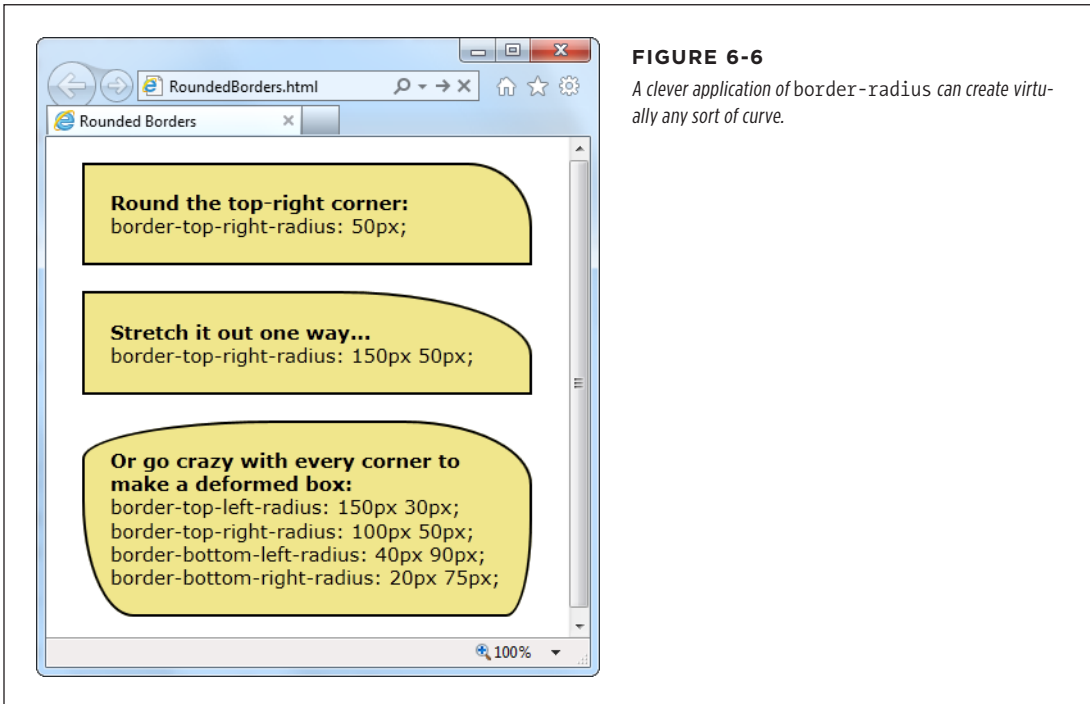 RoundedBorders.html
Rounded Borders
Round the top-right corner:
border-top-right-radius: 50px;
Stretch it out one way...
border-top-right-radius: 150px 50px;
Or go crazy with every corner to
make a deformed box:
border-top-left-radius: 150px 30px;
border-top-right-radius: 100px 50px;
border-bottom-left-radius: 40px 90px;
border-bottom-right-radius: 20px 75px;
100%
FIGURE 6-6
A clever application of border-radius can create virtu-
ally any sort of curve.